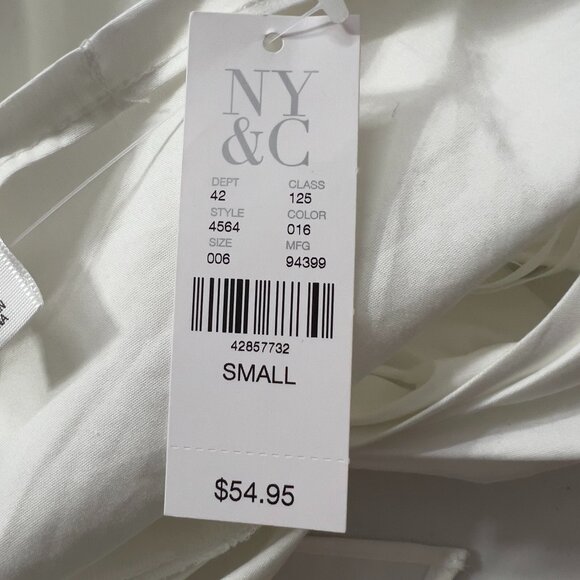 NY
&C
DEPT CLASS
42 125
STYLE COLOR
4564 016
SIZE MFG
006 94399
42857732
SMALL
$54.95